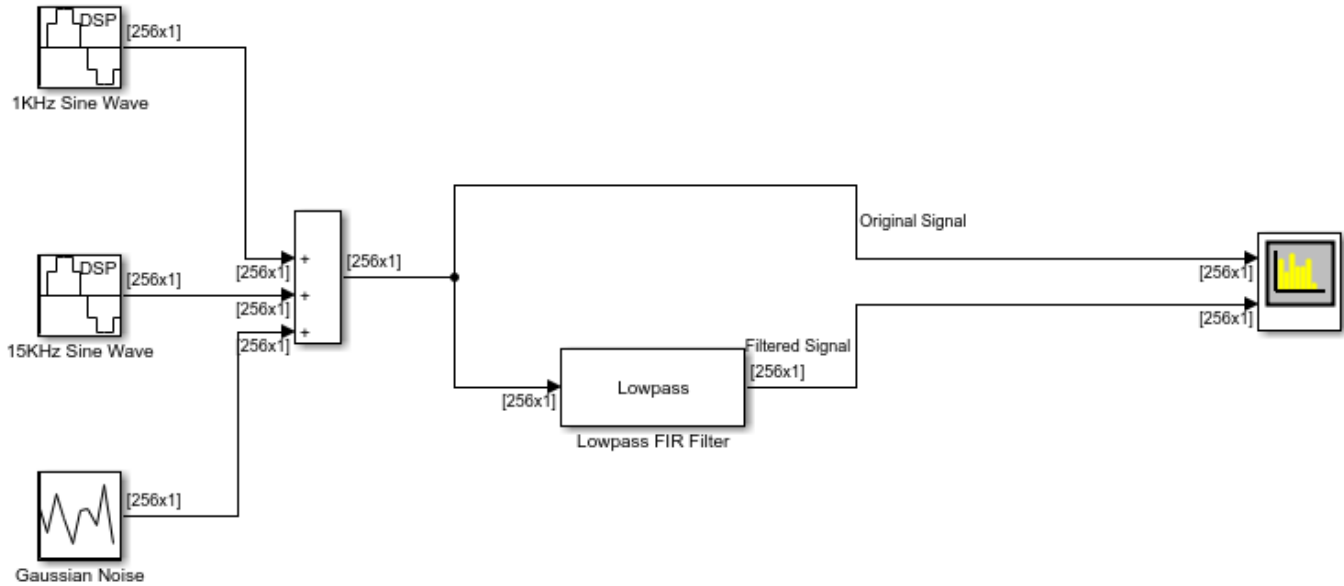 DSP
[256x1]
1KHz Sine Wave
DSP
[256x1]
15KHz Sine Wave
[256x1]
Gaussian Noise
+
[256x1]
+
[256x1]
+
[256x1]
[256x1]
Original Signal
[256x1]
Lowpass
Lowpass FIR Filter
Filtered Signal
[256x1]
[256x1]
[256x1]